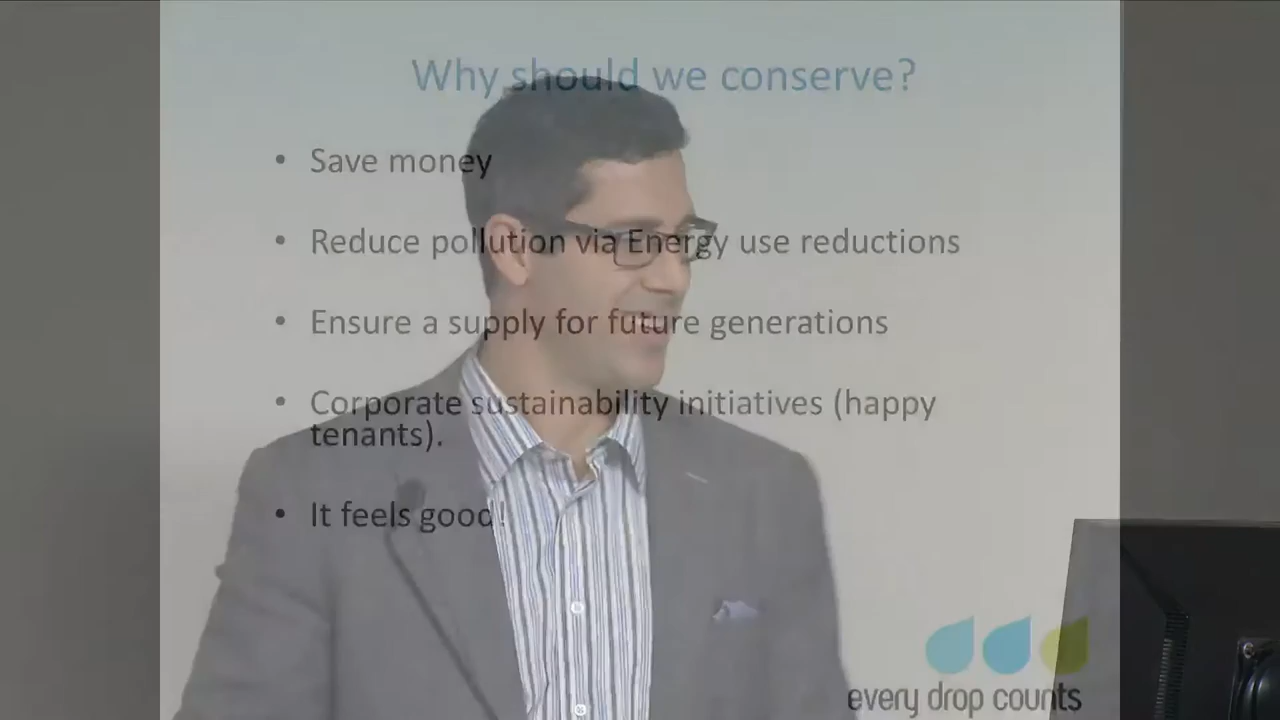 Why should we conserve?
• Save money
• Reduce pollution via Energy use reductions
• Ensure a supply for future generations
• Corporate sustainability initiatives (happy
tenants).
• It feels good!
every drop counts